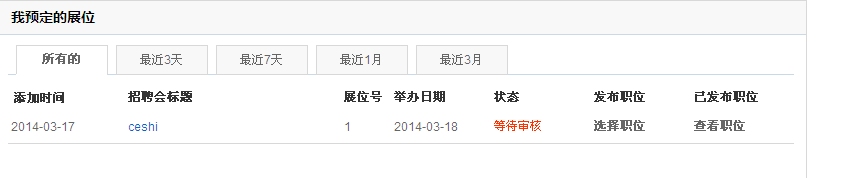 我预定的展位
所有的 最近3天 最近7天 最近1月 最近3月
添加时间 招聘会标题 展位号 举办日期 状态 发布职位 已发布职位
2014-03-17 ceshi 1 2014-03-18 等待审核 选择职位 查看职位